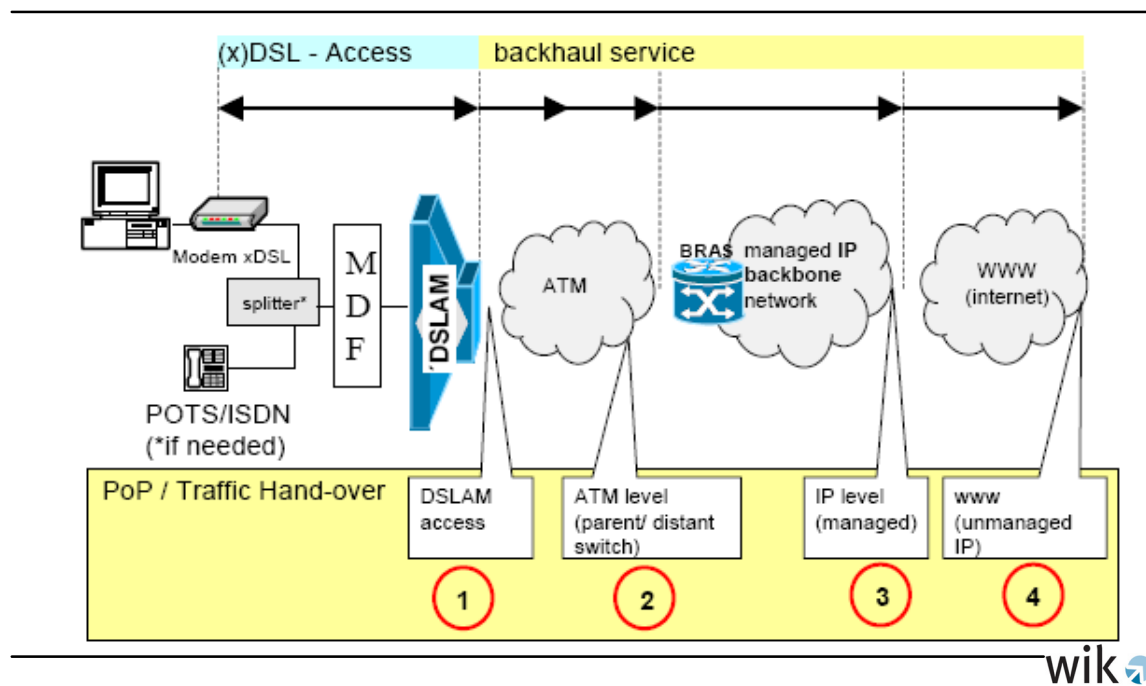 (x)DSL - Access
backhaul service
Modem xDSL
splitter*
POTS/ISDN
(*if needed)
M
D
F
DSLAM
ATM
BRAS
managed IP
backbone
network
WWW
(internet)
PoP / Traffic Hand-over
DSLAM
access
ATM level
(parent/ distant
switch)
IP level
(managed)
www
(unmanaged
IP)
1
2
3
4
wik